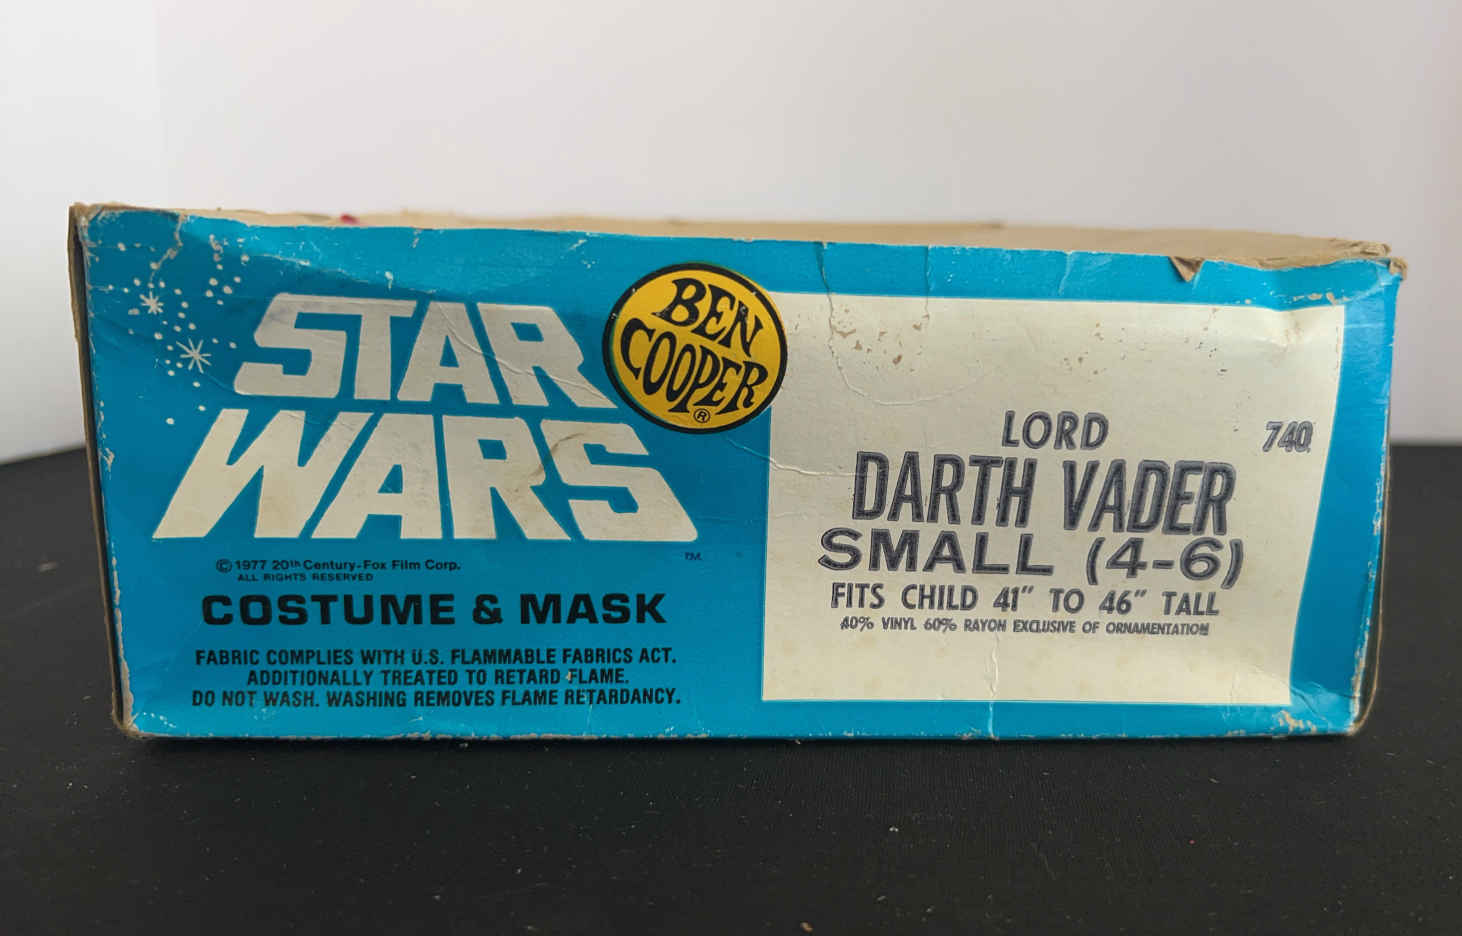 STAR
WARS
TM
© 1977 20th Century-Fox Film Corp.
ALL RIGHTS RESERVED
COSTUME & MASK
FABRIC COMPLIES WITH U.S. FLAMMABLE FABRICS ACT.
ADDITIONALLY TREATED TO RETARD FLAME.
DO NOT WASH. WASHING REMOVES FLAME RETARDANCY.
BEN
COOPER
®
LORD
740
DARTH VADER
SMALL (4-6)
FITS CHILD 41" TO 46" TALL
40% VINYL 60% RAYON EXCLUSIVE OF ORNAMENTATION